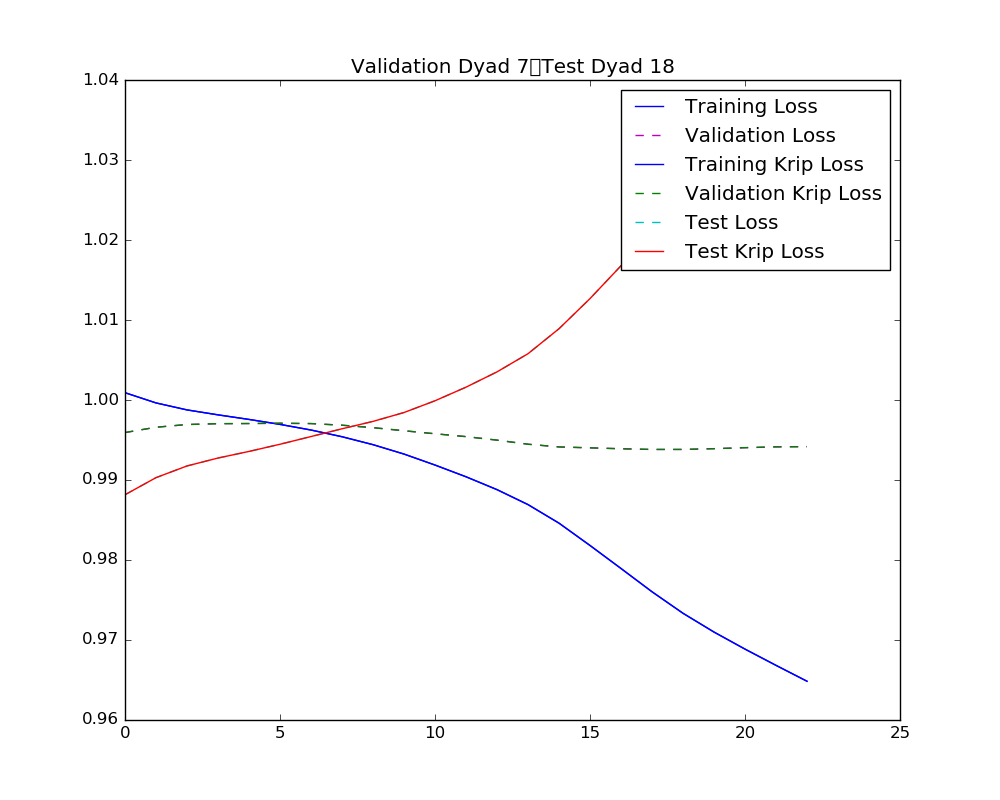 Validation Dyad 7▯Test Dyad 18
1.04
1.03
1.02
1.01
1.00
0.99
0.98
0.97
0.96
0
5
10
15
20
25
Training Loss
Validation Loss
Training Krip Loss
Validation Krip Loss
Test Loss
Test Krip Loss